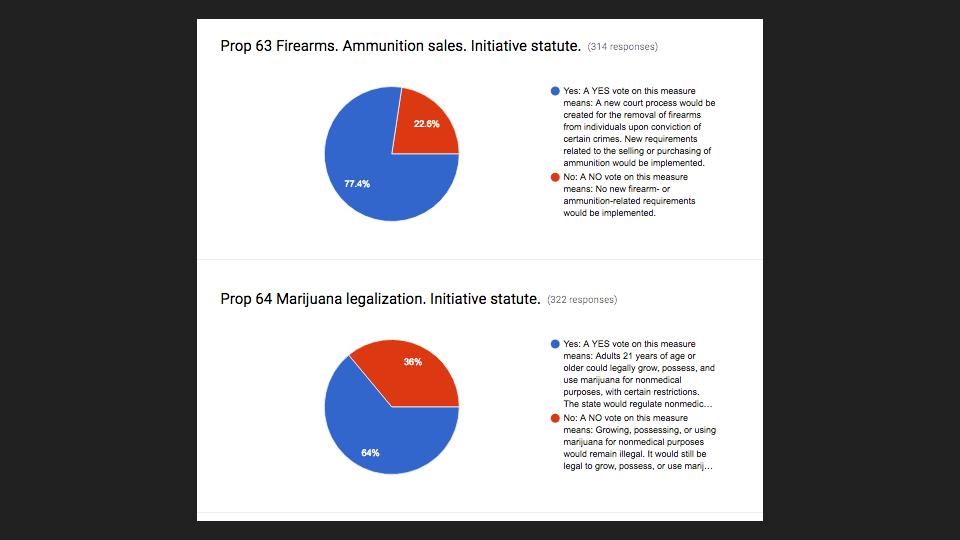 Prop 63 Firearms. Ammunition sales. Initiative statute. (314 responses)
22.6%
77.4%
Yes: A YES vote on this measure
means: A new court process would be
created for the removal of firearms
from individuals upon conviction of
certain crimes. New requirements
related to the selling or purchasing of
ammunition would be implemented.
No: A NO vote on this measure
means: No new firearm- or
ammunition-related requirements
would be implemented.
Prop 64 Marijuana legalization. Initiative statute. (322 responses)
36%
64%
Yes: A YES vote on this measure
means: Adults 21 years of age or
older could legally grow, possess, and
use marijuana for nonmedical
purposes, with certain restrictions.
The state would regulate nonmedic...
No: A NO vote on this measure
means: Growing, possessing, or using
marijuana for nonmedical purposes
would remain illegal. It would still be
legal to grow, possess, or use marij...